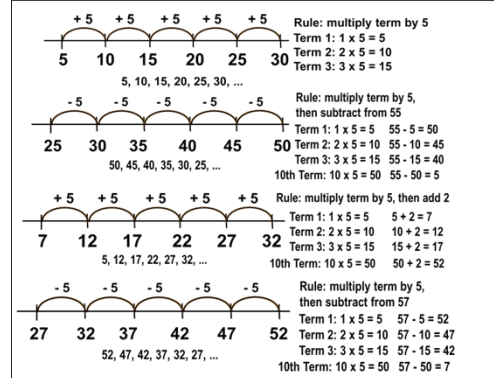 + 5 + 5 + 5 + 5 + 5
5 10 15 20 25 30
5, 10, 15, 20, 25, 30, ...
Rule: multiply term by 5
Term 1: 1 x 5 = 5
Term 2: 2 x 5 = 10
Term 3: 3 x 5 = 15
- 5 - 5 - 5 - 5 - 5
25 30 35 40 45 50
50, 45, 40, 35, 30, 25, ...
Rule: multiply term by 5,
then subtract from 55
Term 1: 1 x 5 = 5 55 - 5 = 50
Term 2: 2 x 5 = 10 55 - 10 = 45
Term 3: 3 x 5 = 15 55 - 15 = 40
10th Term: 10 x 5 = 50 55 - 50 = 5
+ 5 + 5 + 5 + 5 + 5
7 12 17 22 27 32
5, 12, 17, 22, 27, 32, ...
Rule: multiply term by 5, then add 2
Term 1: 1 x 5 = 5 5 + 2 = 7
Term 2: 2 x 5 = 10 10 + 2 = 12
Term 3: 3 x 5 = 15 15 + 2 = 17
10th Term: 10 x 5 = 50 50 + 2 = 52
- 5 - 5 - 5 - 5 - 5
27 32 37 42 47 52
52, 47, 42, 37, 32, 27, ...
Rule: multiply term by 5,
then subtract from 57
Term 1: 1 x 5 = 5 57 - 5 = 52
Term 2: 2 x 5 = 10 57 - 10 = 47
Term 3: 3 x 5 = 15 57 - 15 = 42
10th Term: 10 x 5 = 50 57 - 50 = 7